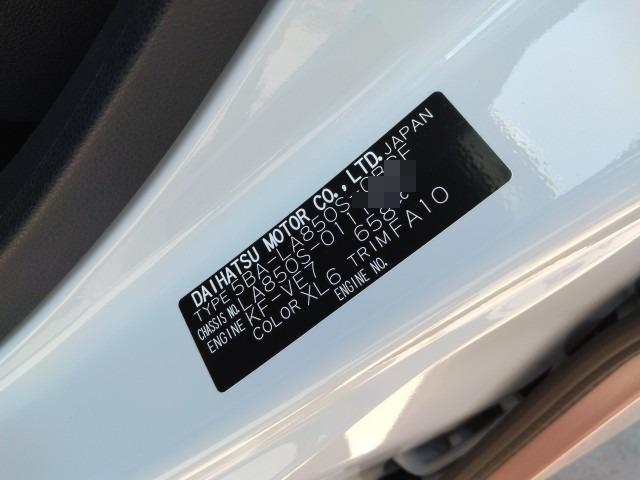 DAIHATSU MOTOR CO., LTD. JAPAN
TYPE 5BA-LA850S-GBGF
CHASSIS NO. LA850S-011
ENGINE KF-VE7 658
COLOR XL6 TRIM FA10
ENGINE NO.